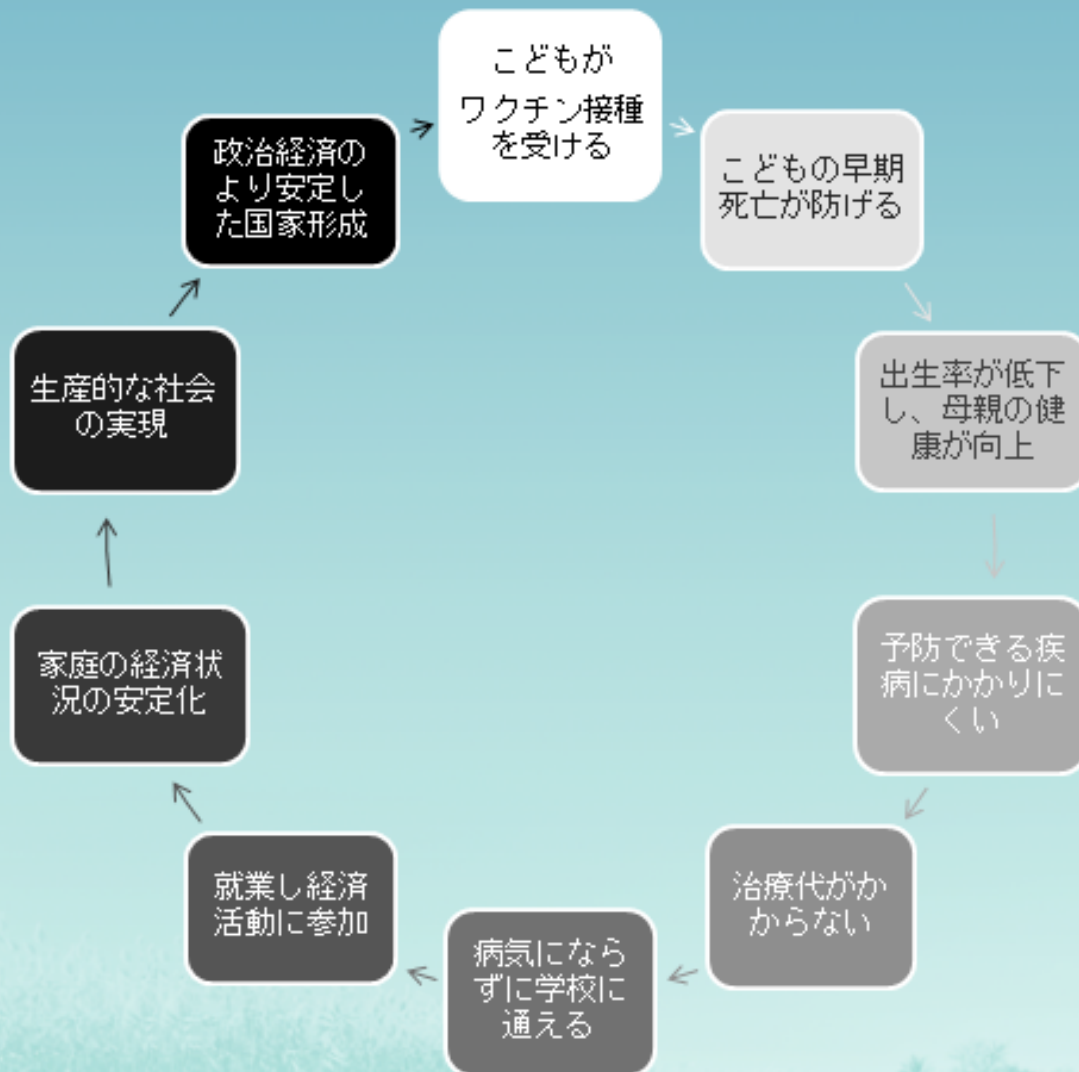 こどもが
ワクチン接種
を受ける
こどもの早期
死亡が防げる
出生率が低下
し、母親の健
康が向上
予防できる疾
病にかかりに
くい
治療代がか
からない
病気になら
ずに学校に
通える
就業し経済
活動に参加
家庭の経済状
況の安定化
生産的な社会
の実現
政治経済の
より安定し
た国家形成